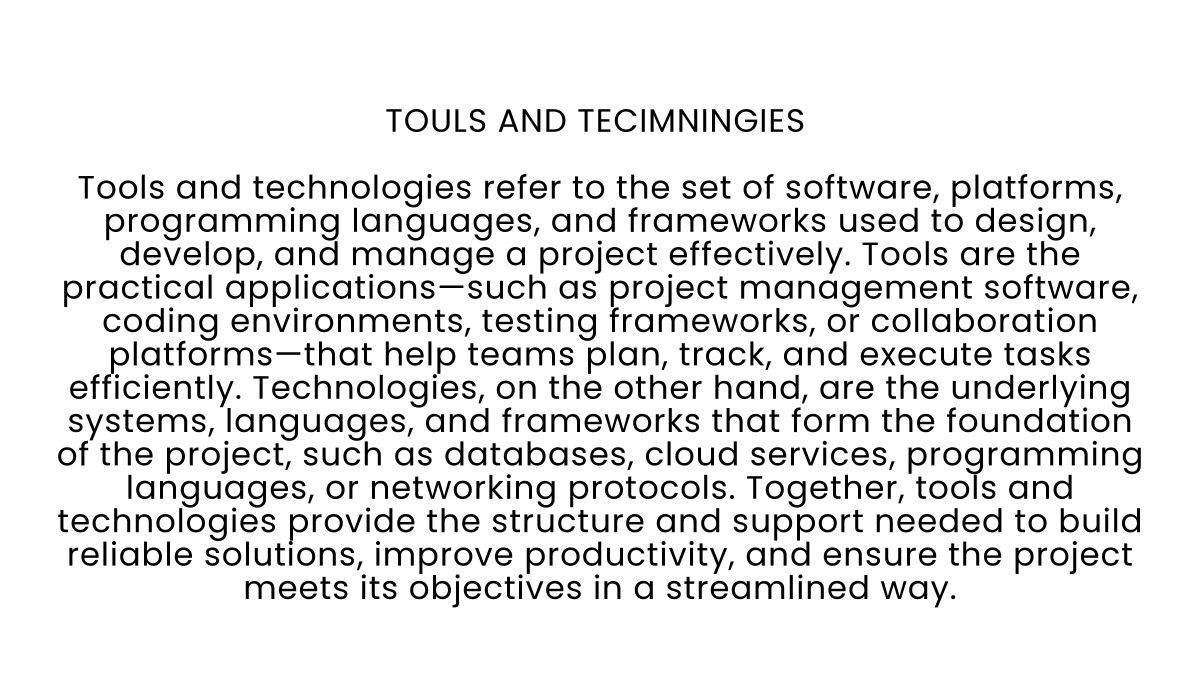 TOULS AND TECIMNINGIES
Tools and technologies refer to the set of software, platforms,
programming languages, and frameworks used to design,
develop, and manage a project effectively. Tools are the
practical applications—such as project management software,
coding environments, testing frameworks, or collaboration
platforms—that help teams plan, track, and execute tasks
efficiently. Technologies, on the other hand, are the underlying
systems, languages, and frameworks that form the foundation
of the project, such as databases, cloud services, programming
languages, or networking protocols. Together, tools and
technologies provide the structure and support needed to build
reliable solutions, improve productivity, and ensure the project
meets its objectives in a streamlined way.